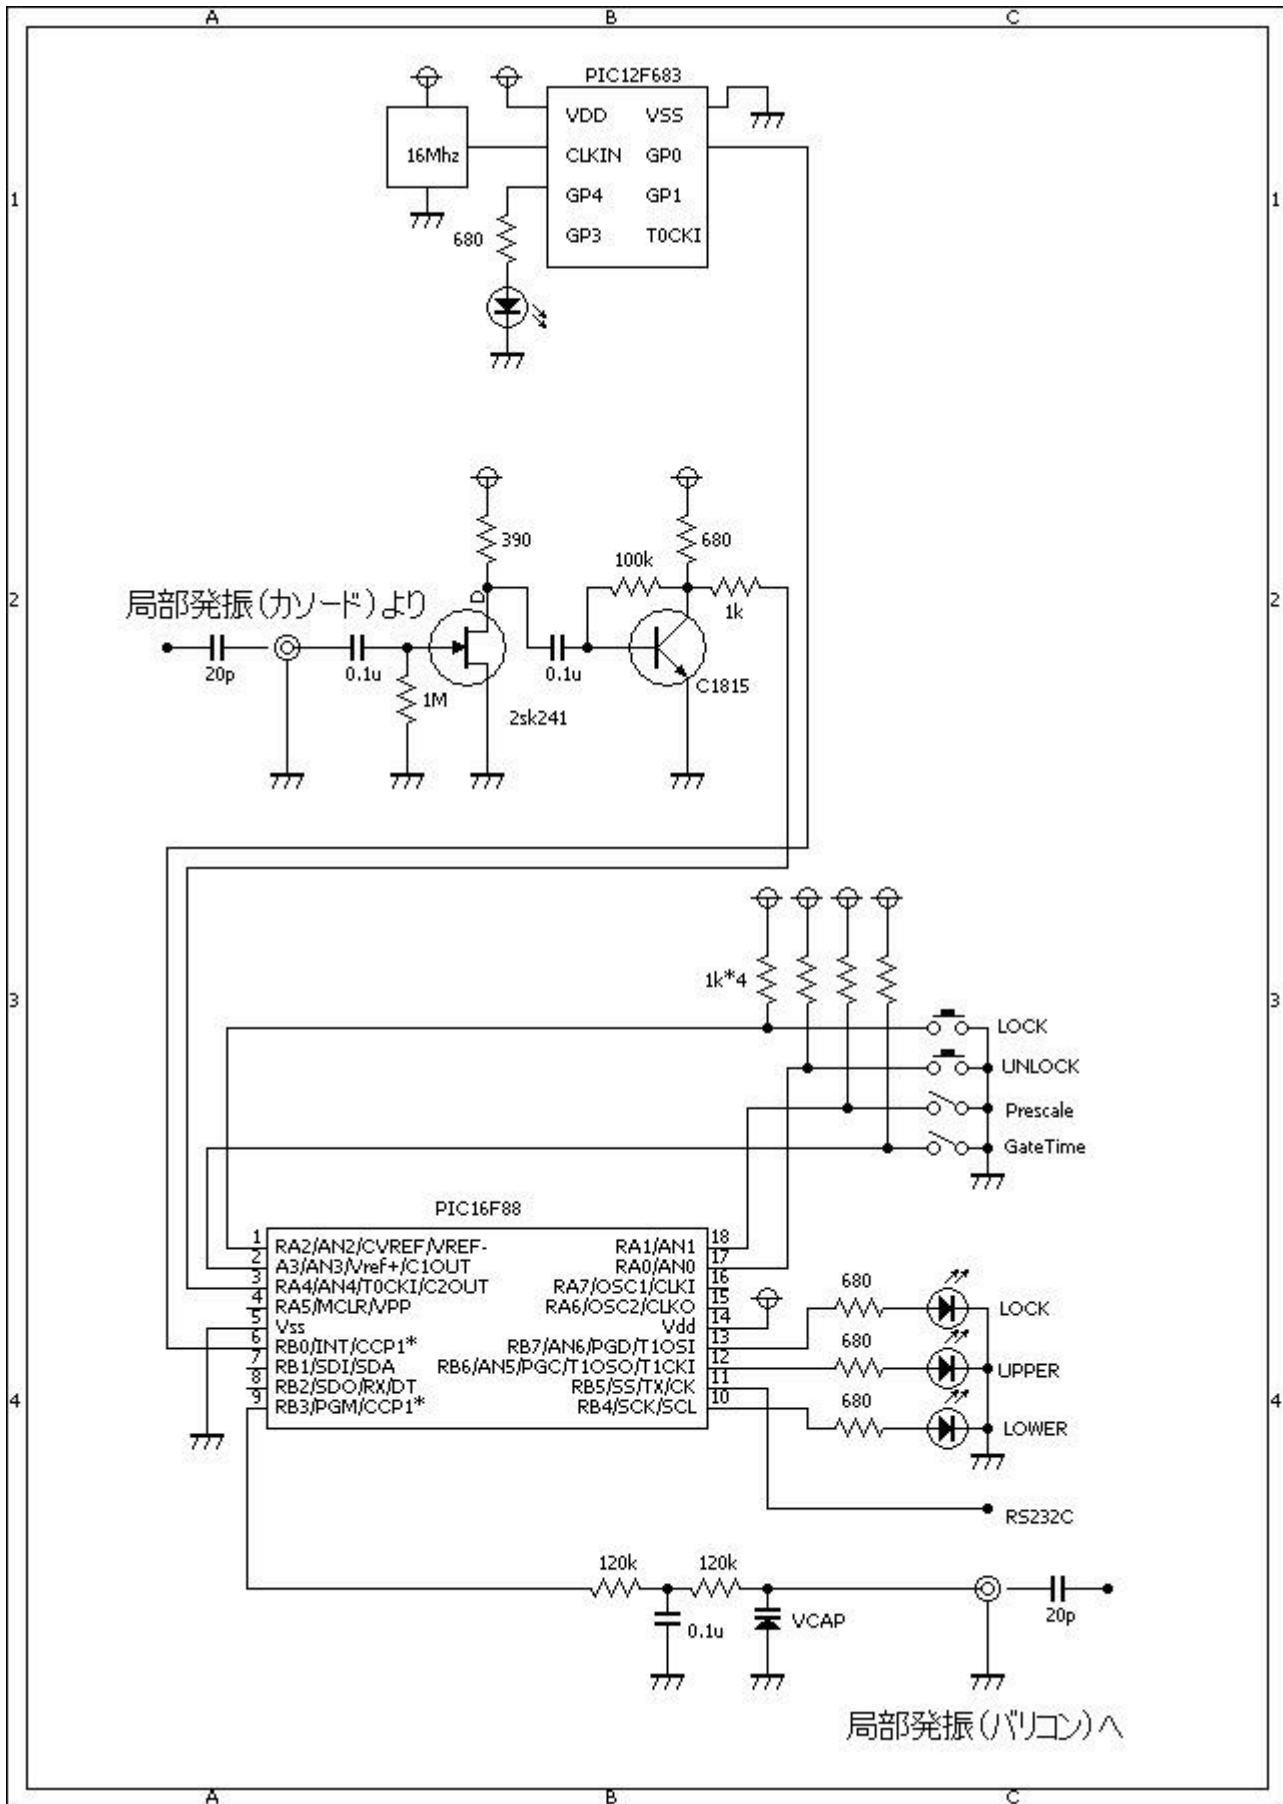 A B C
PIC12F683
VDD VSS
16Mhz CLKIN GP0
1 GP4 GP1 1
680 GP3 T0CKI
390 680
100k
2 局部発振(カソード)より D 1k 2
20p 0.1u 1M 0.1u C1815
2sk241
1k*4
3 3
LOCK
UNLOCK
Prescale
GateTime
PIC16F88
1 RA2/AN2/CVREF/VREF- RA1/AN1 18
2 A3/AN3/Vref+/C1OUT RA0/AN0 17
3 RA4/AN4/T0CKI/C2OUT RA7/OSC1/CLKI 16
4 RA5/MCLR/VPP RA6/OSC2/CLKO 15
5 Vss Vdd 14
6 RB0/INT/CCP1* RB7/AN6/PGD/T1OSI 13
7 RB1/SDI/SDA RB6/AN5/PGC/T1OSO/T1CKI 12
8 RB2/SDO/RX/DT RB5/SS/TX/CK 11
9 RB3/PGM/CCP1* RB4/SCK/SCL 10
680 LOCK
680 UPPER
4 680 4
LOWER
RS232C
120k 120k
0.1u VCAP 20p
局部発振(バリコン)へ
A B C